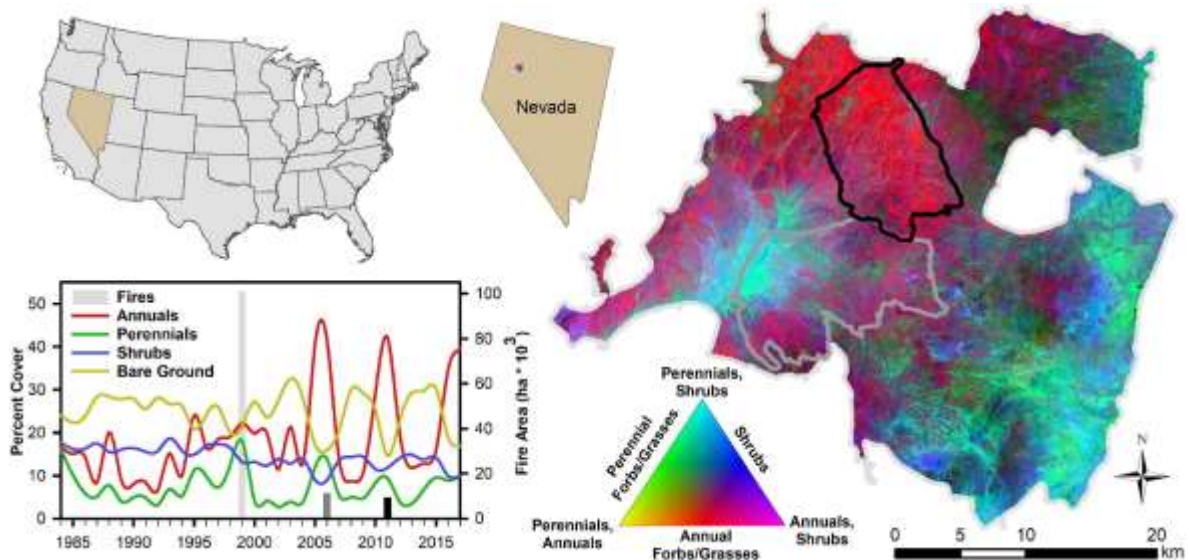 Nevada
Percent Cover
50
40
30
20
10
0
Fires
Annuals
Perennials
Shrubs
Bare Ground
100
80
60
40
20
0
Fire Area (ha * 10³)
1985 1990 1995 2000 2005 2010 2015
Perennials,
Shrubs
Perennial
Forbs/Grasses
Shrubs
Perennials,
Annuals
Annual
Forbs/Grasses
Annuals,
Shrubs
N
0 5 10 20
km